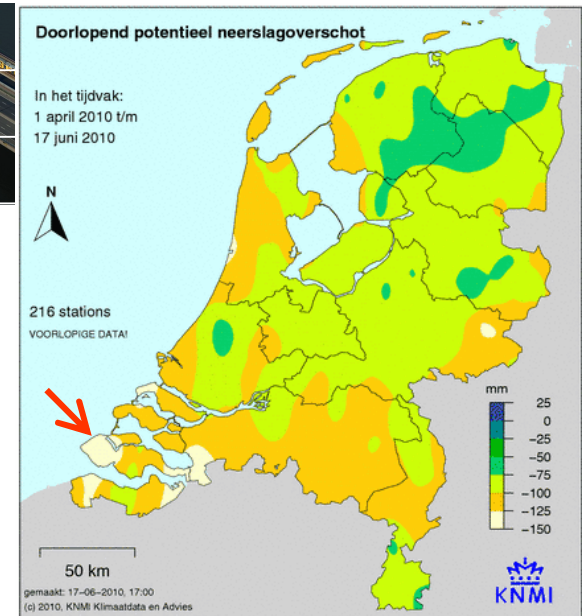 Doorlopend potentieel neerslagoverschot
In het tijdvak:
1 april 2010 t/m
17 juni 2010
N
216 stations
VOORLOPIGE DATA!
mm
25
0
−25
−50
−75
−100
−125
−150
50 km
gemaakt: 17−06−2010, 17:00
(c) 2010, KNMI Klimaatdata en Advies
KNMI